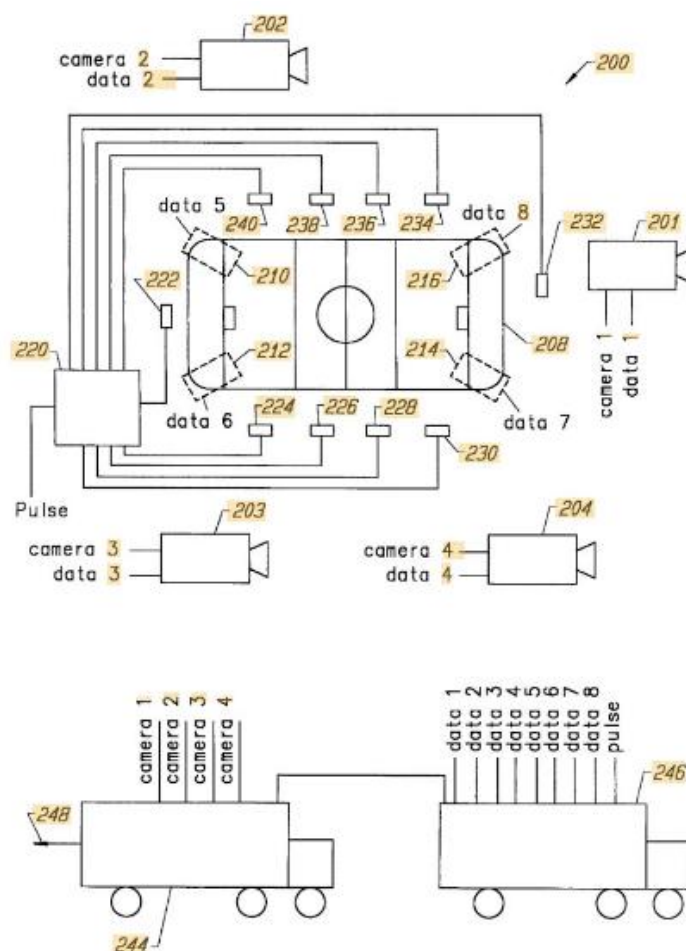 202
camera 2
data 2
200
data 5
240
238
236
234
data 8
232
201
222
210
216
220
212
214
208
camera 1
data 1
data 6
224
226
228
data 7
230
Pulse
203
204
camera 3
data 3
camera 4
data 4
camera 1
camera 2
camera 3
camera 4
data 1
data 2
data 3
data 4
data 5
data 6
data 7
data 8
pulse
246
248
244